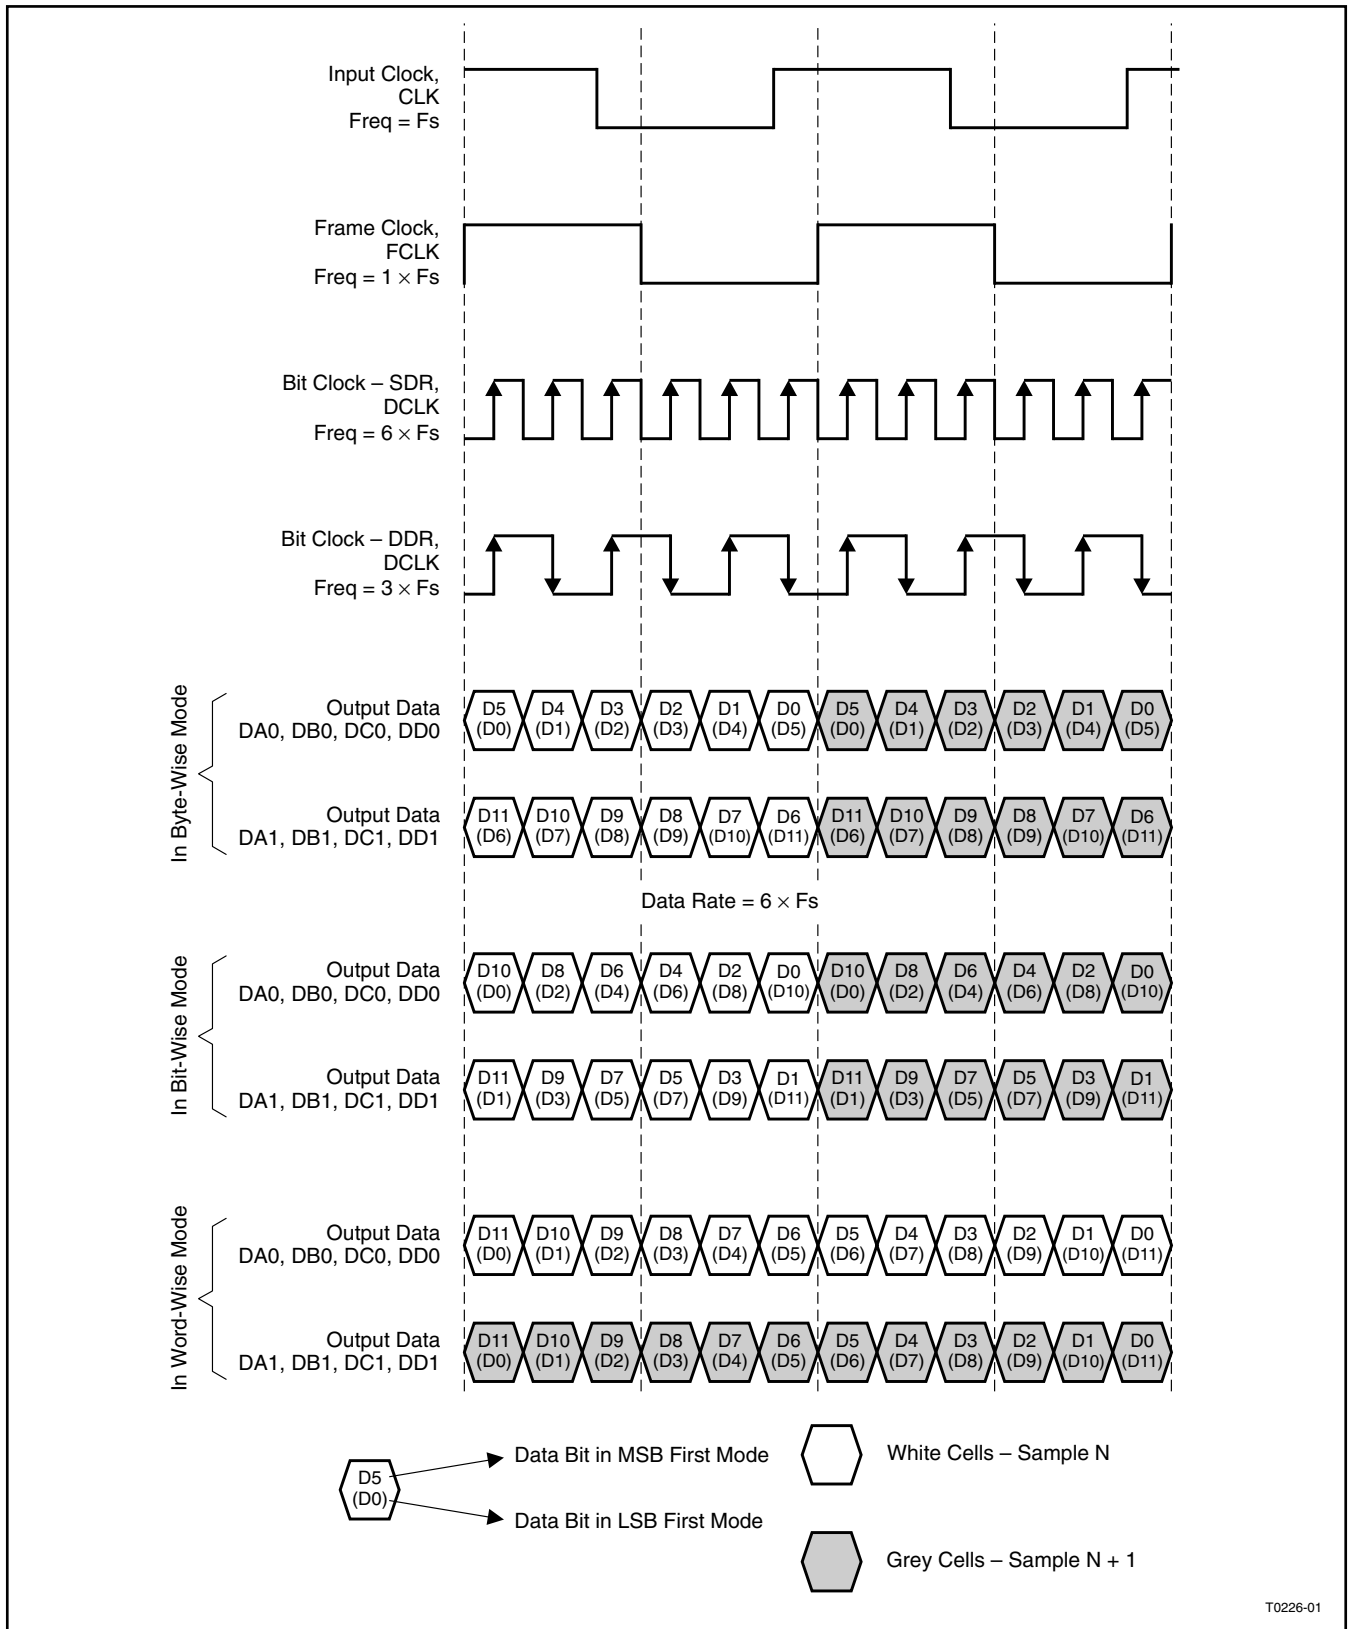 Input Clock,
CLK
Freq = Fs
Frame Clock,
FCLK
Freq = 1 × Fs
Bit Clock – SDR,
DCLK
Freq = 6 × Fs
Bit Clock – DDR,
DCLK
Freq = 3 × Fs
In Byte-Wise Mode
Output Data
DA0, DB0, DC0, DD0
D5 D4 D3 D2 D1 D0 D5 D4 D3 D2 D1 D0
(D0) (D1) (D2) (D3) (D4) (D5) (D0) (D1) (D2) (D3) (D4) (D5)
Output Data
DA1, DB1, DC1, DD1
D11 D10 D9 D8 D7 D6 D11 D10 D9 D8 D7 D6
(D6) (D7) (D8) (D9) (D10) (D11) (D6) (D7) (D8) (D9) (D10) (D11)
Data Rate = 6 × Fs
In Bit-Wise Mode
Output Data
DA0, DB0, DC0, DD0
D10 D8 D6 D4 D2 D0 D10 D8 D6 D4 D2 D0
(D0) (D2) (D4) (D6) (D8) (D10) (D0) (D2) (D4) (D6) (D8) (D10)
Output Data
DA1, DB1, DC1, DD1
D11 D9 D7 D5 D3 D1 D11 D9 D7 D5 D3 D1
(D1) (D3) (D5) (D7) (D9) (D11) (D1) (D3) (D5) (D7) (D9) (D11)
In Word-Wise Mode
Output Data
DA0, DB0, DC0, DD0
D11 D10 D9 D8 D7 D6 D5 D4 D3 D2 D1 D0
(D0) (D1) (D2) (D3) (D4) (D5) (D6) (D7) (D8) (D9) (D10) (D11)
Output Data
DA1, DB1, DC1, DD1
D11 D10 D9 D8 D7 D6 D5 D4 D3 D2 D1 D0
(D0) (D1) (D2) (D3) (D4) (D5) (D6) (D7) (D8) (D9) (D10) (D11)
D5
(D0)
Data Bit in MSB First Mode
Data Bit in LSB First Mode
White Cells – Sample N
Grey Cells – Sample N + 1
T0226-01